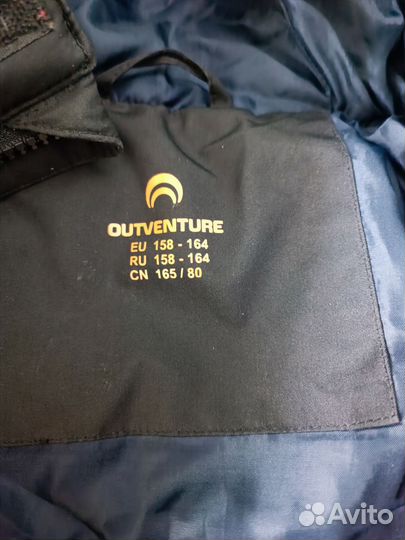 OUTVENTURE
EU 158 - 164
RU 158 - 164
CN 165 / 80
Avito